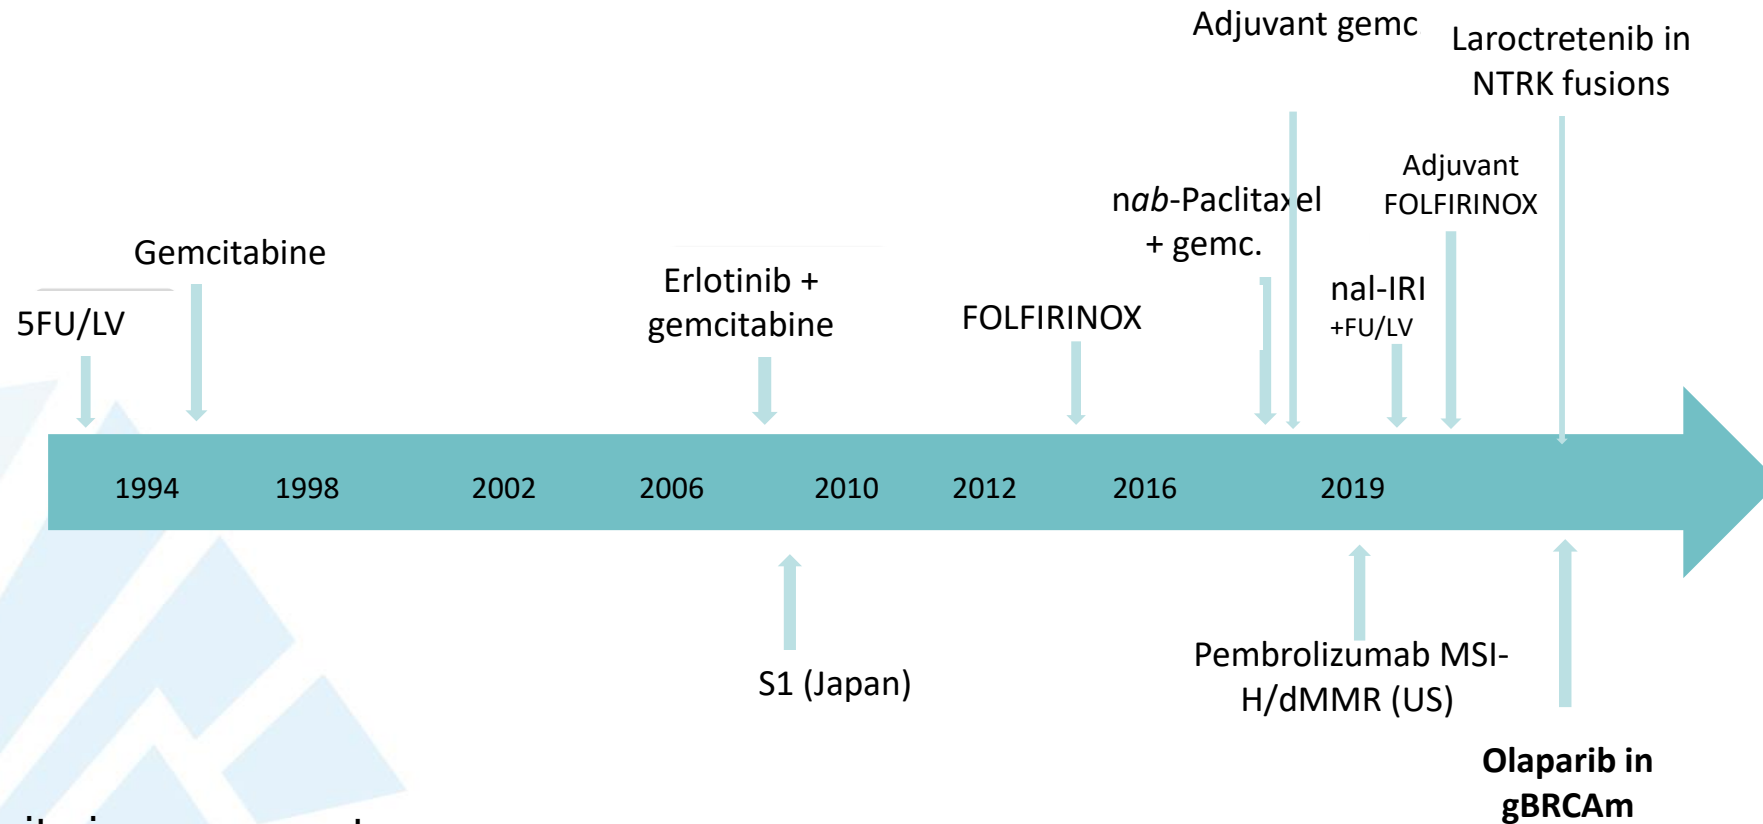 Adjuvant gemc
Laroctretenib in
NTRK fusions
Adjuvant
FOLFIRINOX
nab-Paclitaxel
+ gemc.
Gemcitabine
Erlotinib +
gemcitabine
nal-IRI
+FU/LV
5FU/LV
FOLFIRINOX
1994 1998 2002 2006 2010 2012 2016 2019
S1 (Japan)
Pembrolizumab MSI-
H/dMMR (US)
Olaparib in
gBRCAm